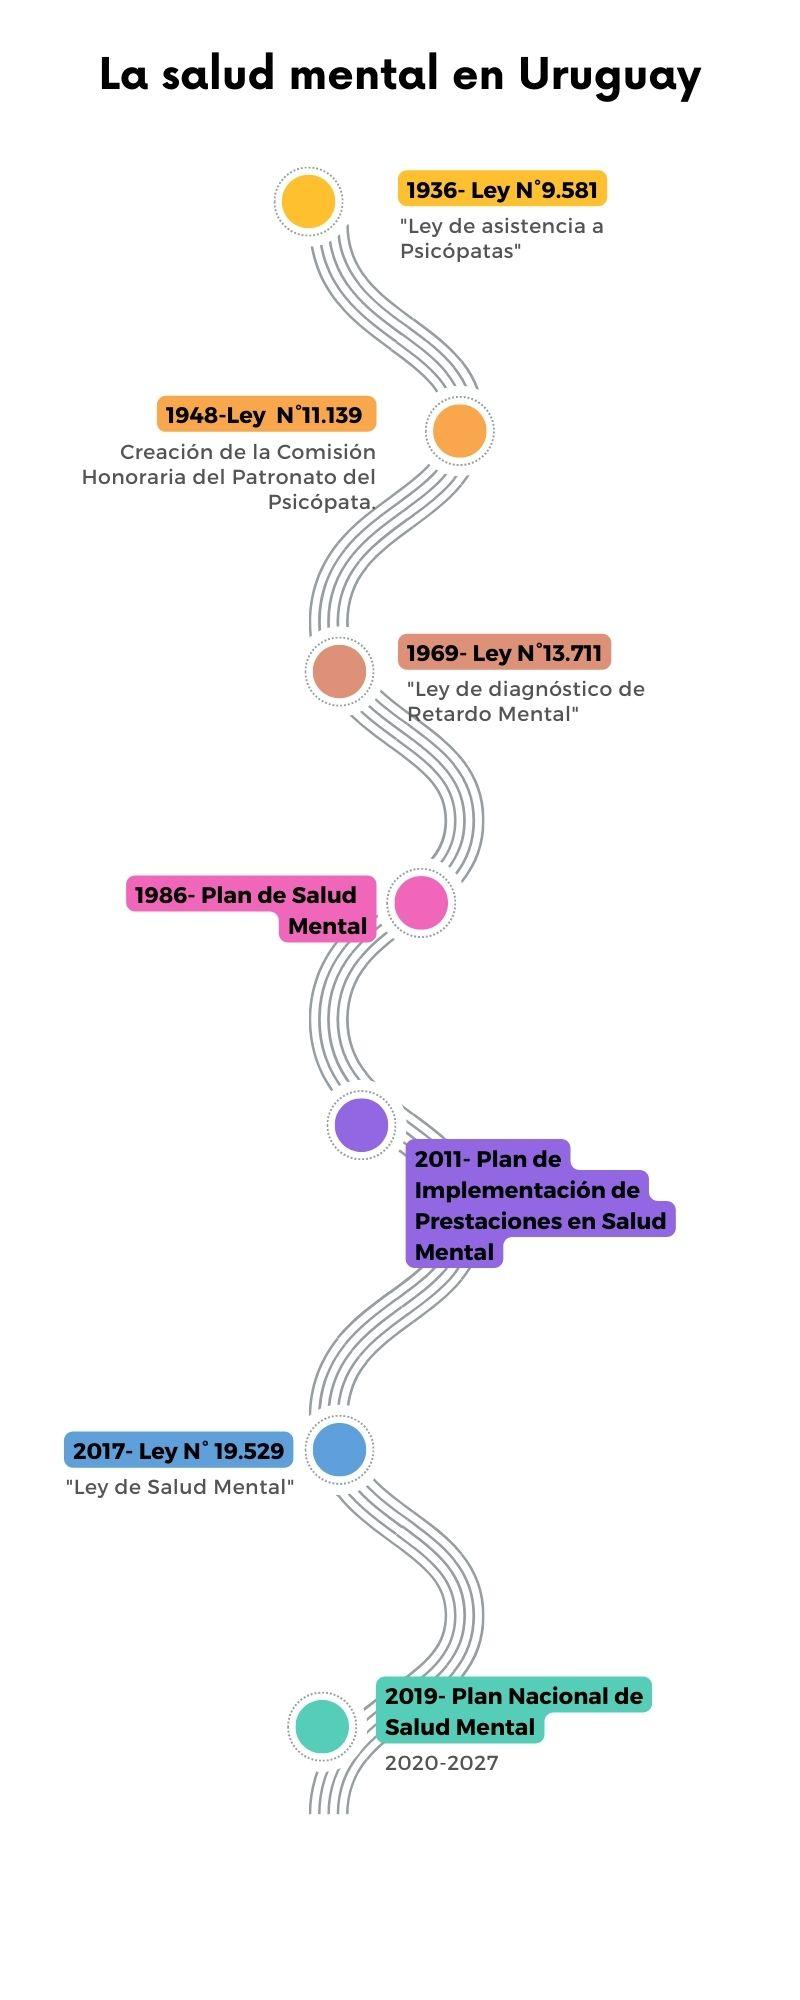 La salud mental en Uruguay
1936- Ley N°9.581
"Ley de asistencia a
Psicópatas"
1948-Ley  N°11.139
Creación de la Comisión
Honoraria del Patronato del
Psicópata.
1969- Ley N°13.711
"Ley de diagnóstico de
Retardo Mental"
1986- Plan de Salud
Mental
2011- Plan de
Implementación de
Prestaciones en Salud
Mental
2017- Ley N° 19.529
"Ley de Salud Mental"
2019- Plan Nacional de
Salud Mental
2020-2027